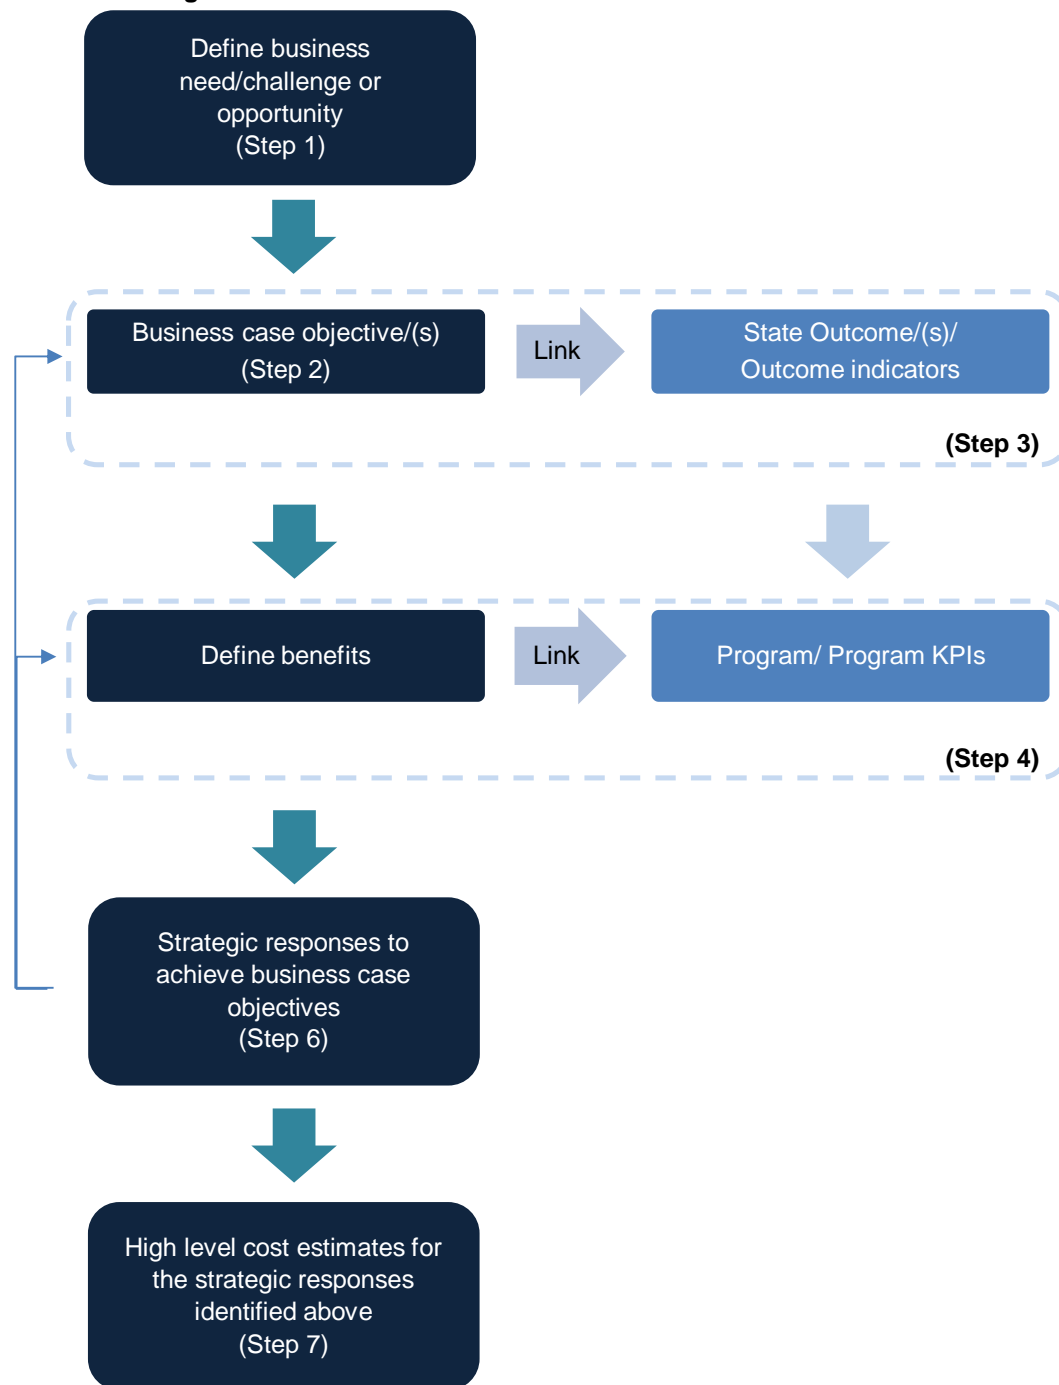 Define business
need/challenge or
opportunity
(Step 1)
Business case objective/(s)
(Step 2)
Link
State Outcome/(s)/
Outcome indicators
(Step 3)
Define benefits
Link
Program/ Program KPIs
(Step 4)
Strategic responses to
achieve business case
objectives
(Step 6)
High level cost estimates for
the strategic responses
identified above
(Step 7)